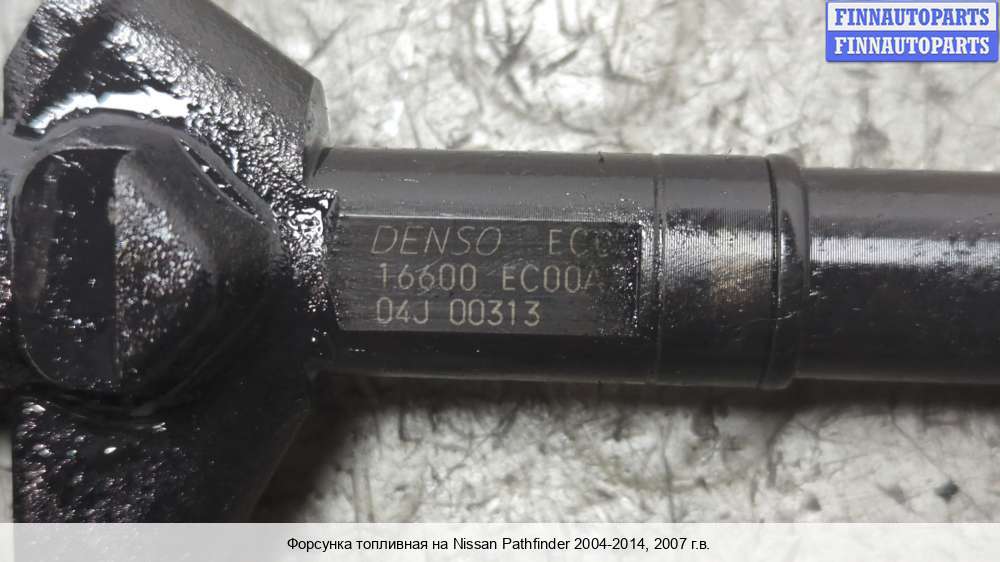 FINNAUTOPARTS
FINNAUTOPARTS
DENSO
16600 EC00A
04J 00313
Форсунка топливная на Nissan Pathfinder 2004-2014, 2007 г.в.